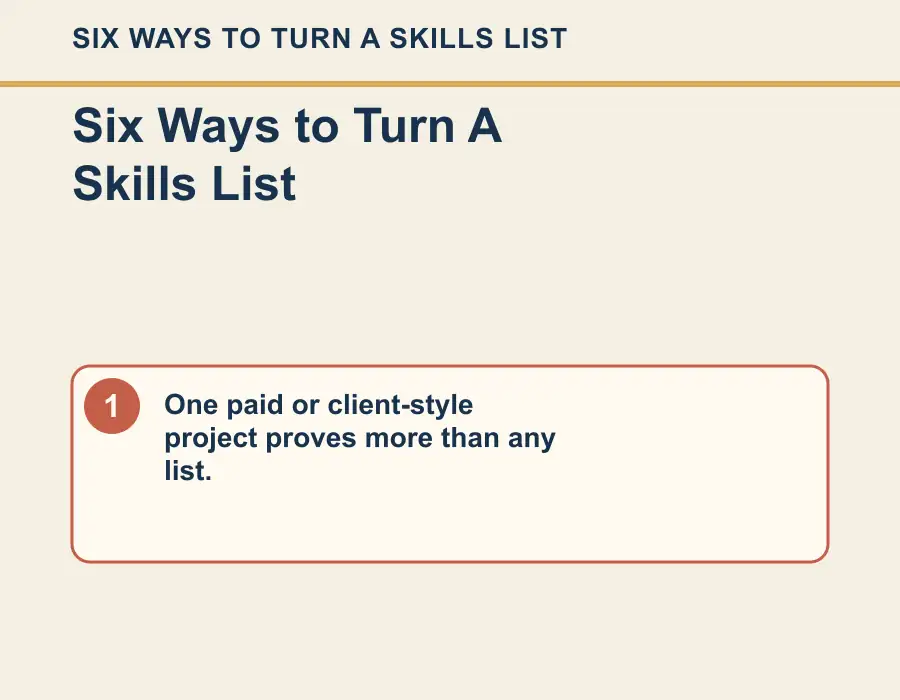 SIX WAYS TO TURN A SKILLS LIST
Six Ways to Turn A
Skills List
1
One paid or client-style
project proves more than any
list.